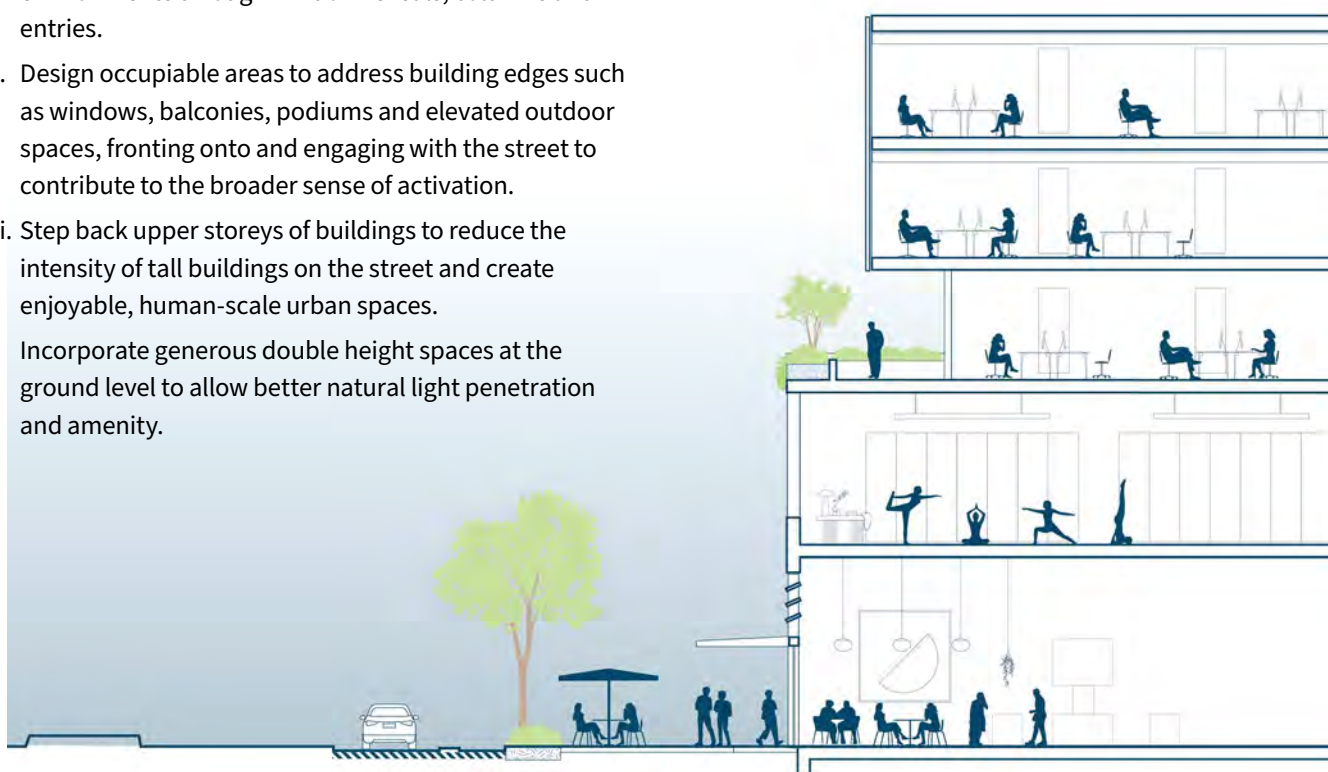 entries.
. Design occupiable areas to address building edges such
as windows, balconies, podiums and elevated outdoor
spaces, fronting onto and engaging with the street to
contribute to the broader sense of activation.
i. Step back upper storeys of buildings to reduce the
intensity of tall buildings on the street and create
enjoyable, human-scale urban spaces.
Incorporate generous double height spaces at the
ground level to allow better natural light penetration
and amenity.